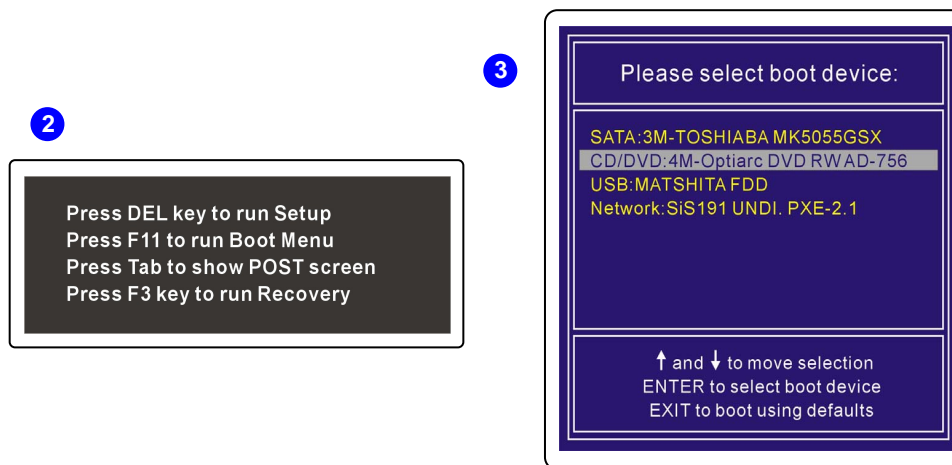 2
Press DEL key to run Setup
Press F11 to run Boot Menu
Press Tab to show POST screen
Press F3 key to run Recovery
3
Please select boot device:
SATA:3M-TOSHIABA MK5055GSX
CD/DVD:4M-Optiarc DVD RW AD-756
USB:MATSHITA FDD
Network:SiS191 UNDI. PXE-2.1
↑ and ↓ to move selection
ENTER to select boot device
EXIT to boot using defaults